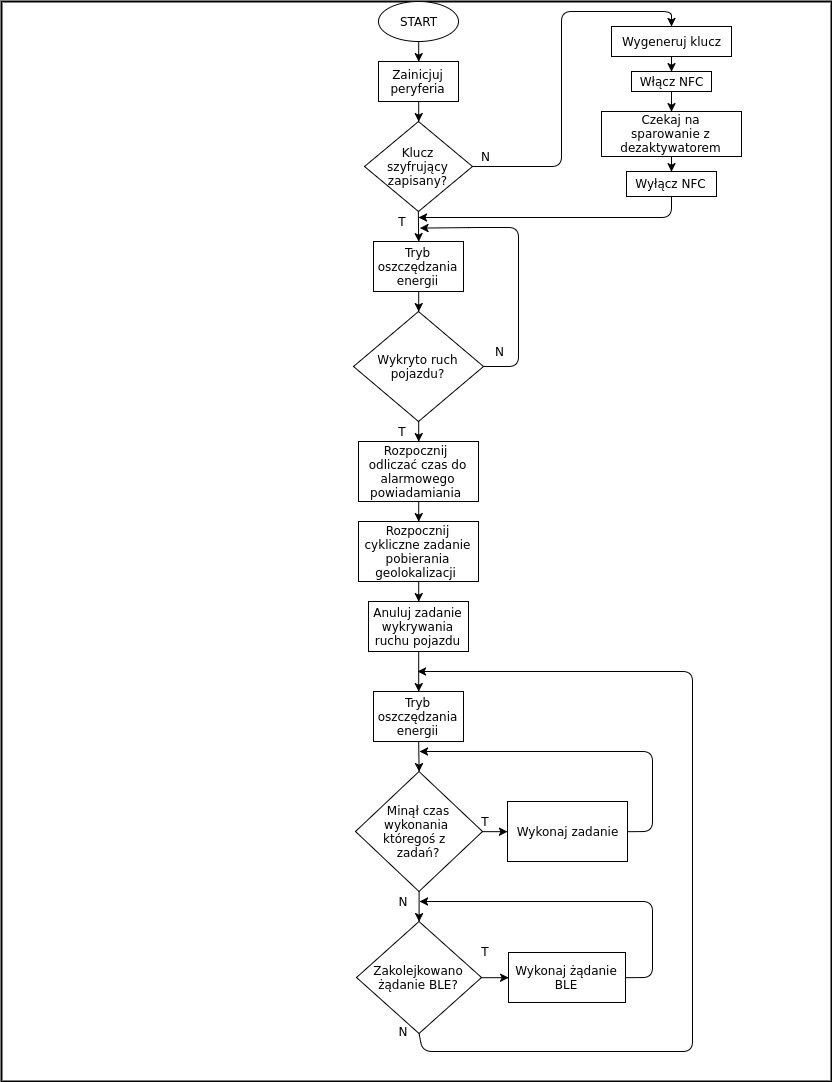 START
Zainicjuj
peryferia
Klucz
szyfrujący
zapisany?
N
Wygeneruj klucz
Włącz NFC
Czekaj na
sparowanie z
dezaktywatorem
Wyłącz NFC
T
Tryb
oszczędzania
energii
Wykryto ruch
pojazdu?
N
T
Rozpocznij
odliczać czas do
alarmowego
powiadamiania
Rozpocznij
cykliczne zadanie
pobierania
geolokalizacji
Anuluj zadanie
wykrywania
ruchu pojazdu
Tryb
oszczędzania
energii
Minął czas
wykonania
któregoś z
zadań?
T
Wykonaj zadanie
N
Zakolejkowano
żądanie BLE?
T
Wykonaj żądanie
BLE
N